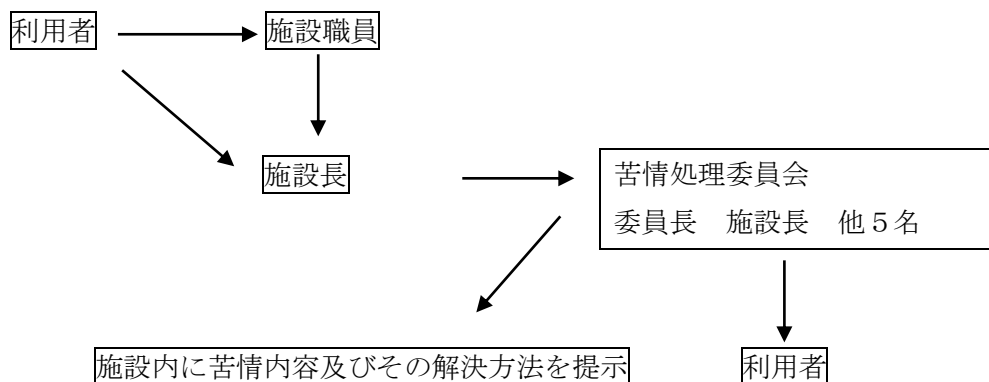 利用者
施設職員
施設長
苦情処理委員会
委員長　施設長　他５名
施設内に苦情内容及びその解決方法を提示
利用者